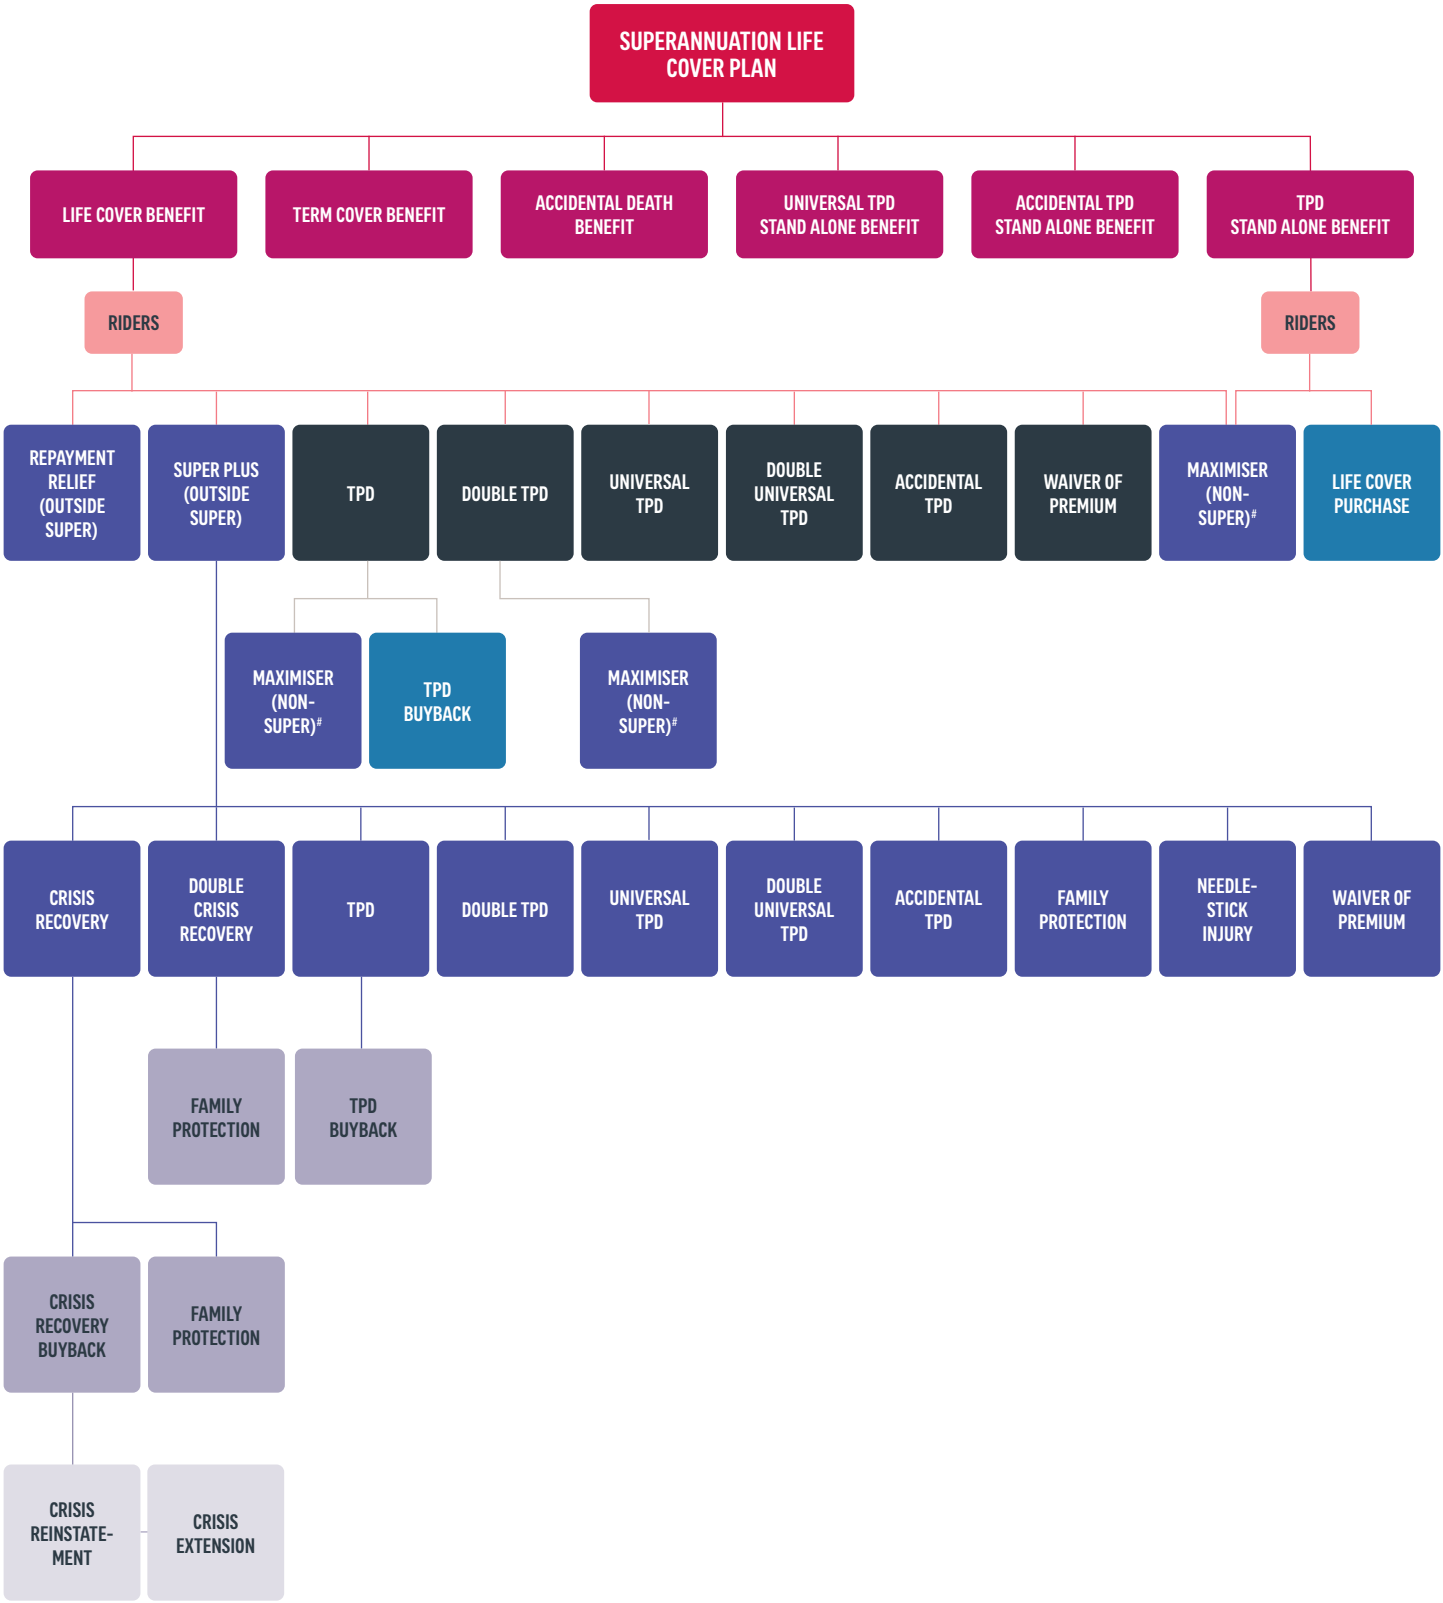 SUPERANNUATION LIFE
COVER PLAN
LIFE COVER BENEFIT
TERM COVER BENEFIT
ACCIDENTAL DEATH
BENEFIT
UNIVERSAL TPD
STAND ALONE BENEFIT
ACCIDENTAL TPD
STAND ALONE BENEFIT
TPD
STAND ALONE BENEFIT
RIDERS
RIDERS
REPAYMENT
RELIEF
(OUTSIDE
SUPER)
SUPER PLUS
(OUTSIDE
SUPER)
TPD
DOUBLE TPD
UNIVERSAL
TPD
DOUBLE
UNIVERSAL
TPD
ACCIDENTAL
TPD
WAIVER OF
PREMIUM
MAXIMISER
(NON-
SUPER)#
LIFE COVER
PURCHASE
MAXIMISER
(NON-
SUPER)#
TPD
BUYBACK
MAXIMISER
(NON-
SUPER)#
CRISIS
RECOVERY
DOUBLE
CRISIS
RECOVERY
TPD
DOUBLE TPD
UNIVERSAL
TPD
DOUBLE
UNIVERSAL
TPD
ACCIDENTAL
TPD
FAMILY
PROTECTION
NEEDLE-
STICK
INJURY
WAIVER OF
PREMIUM
FAMILY
PROTECTION
TPD
BUYBACK
CRISIS
RECOVERY
BUYBACK
FAMILY
PROTECTION
CRISIS
REINSTATE-
MENT
CRISIS
EXTENSION